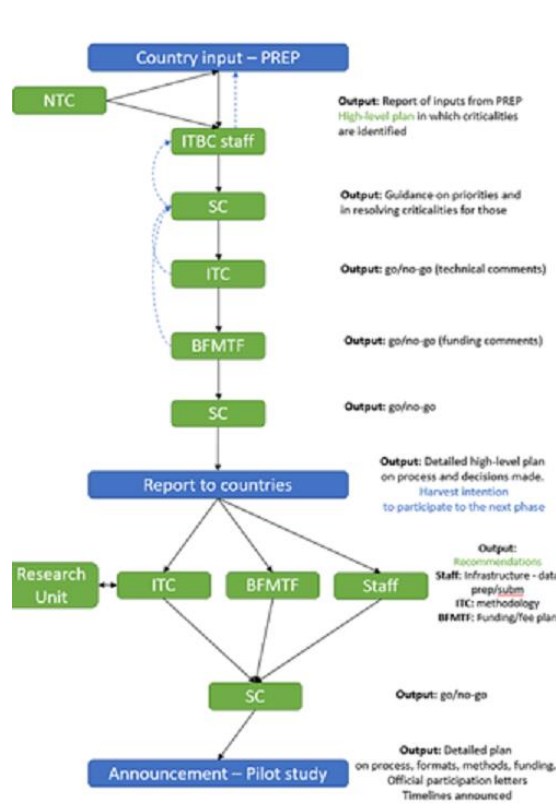 Country input – PREP
NTC
Output: Report of inputs from PREP
High-level plan in which criticalities
are identified
ITBC staff
SC
Output: Guidance on priorities and
in resolving criticalities for those
ITC
Output: go/no-go (technical comments)
BFMTF
Output: go/no-go (funding comments)
SC
Output: go/no-go
Report to countries
Output: Detailed high-level plan
on process and decisions made.
Harvest intention
to participate to the next phase
Research
Unit
ITC
BFMTF
Staff
Output:
Recommendations
Staff: Infrastructure - data
prep/subm
ITC: methodology
BFMTF: Funding/fee plan
SC
Output: go/no-go
Announcement – Pilot study
Output: Detailed plan
on process, formats, methods, funding.
Official participation letters
Timelines announced